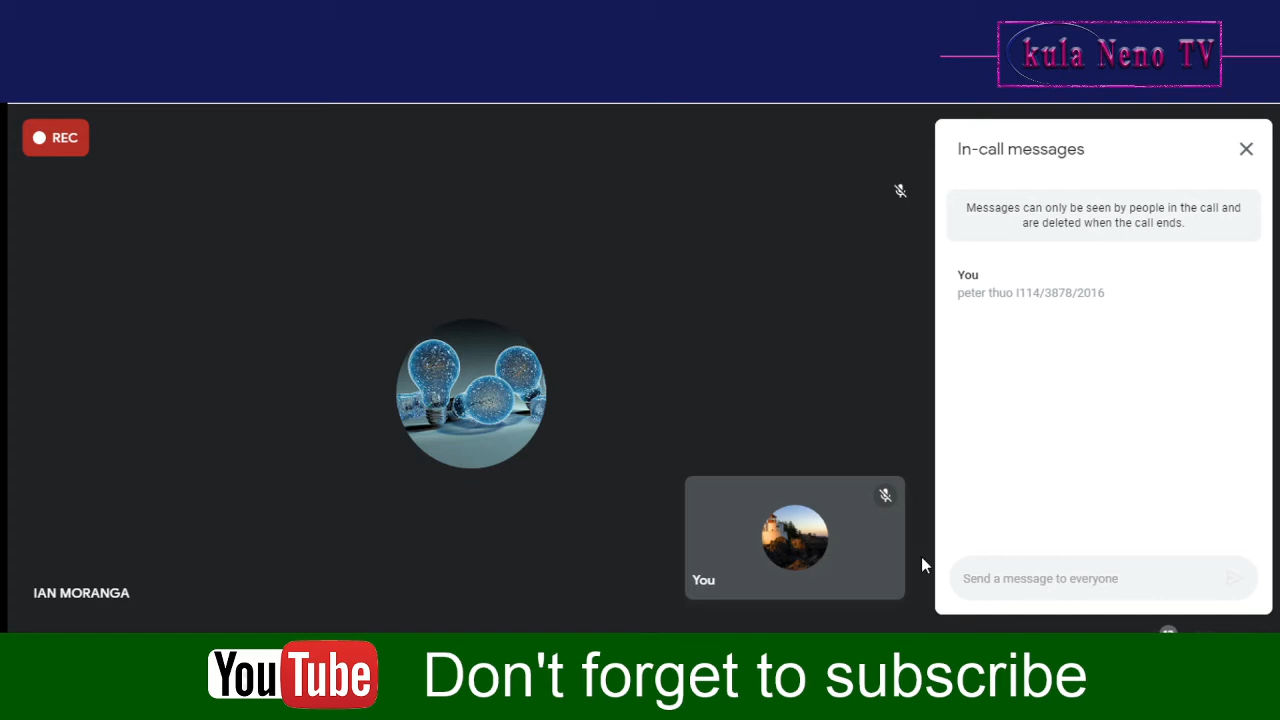 kula Neno TV
REC
In-call messages
Messages can only be seen by people in the call and
are deleted when the call ends.
You
peter thuo I114/3878/2016
You
Send a message to everyone
IAN MORANGA
YouTube Don't forget to subscribe